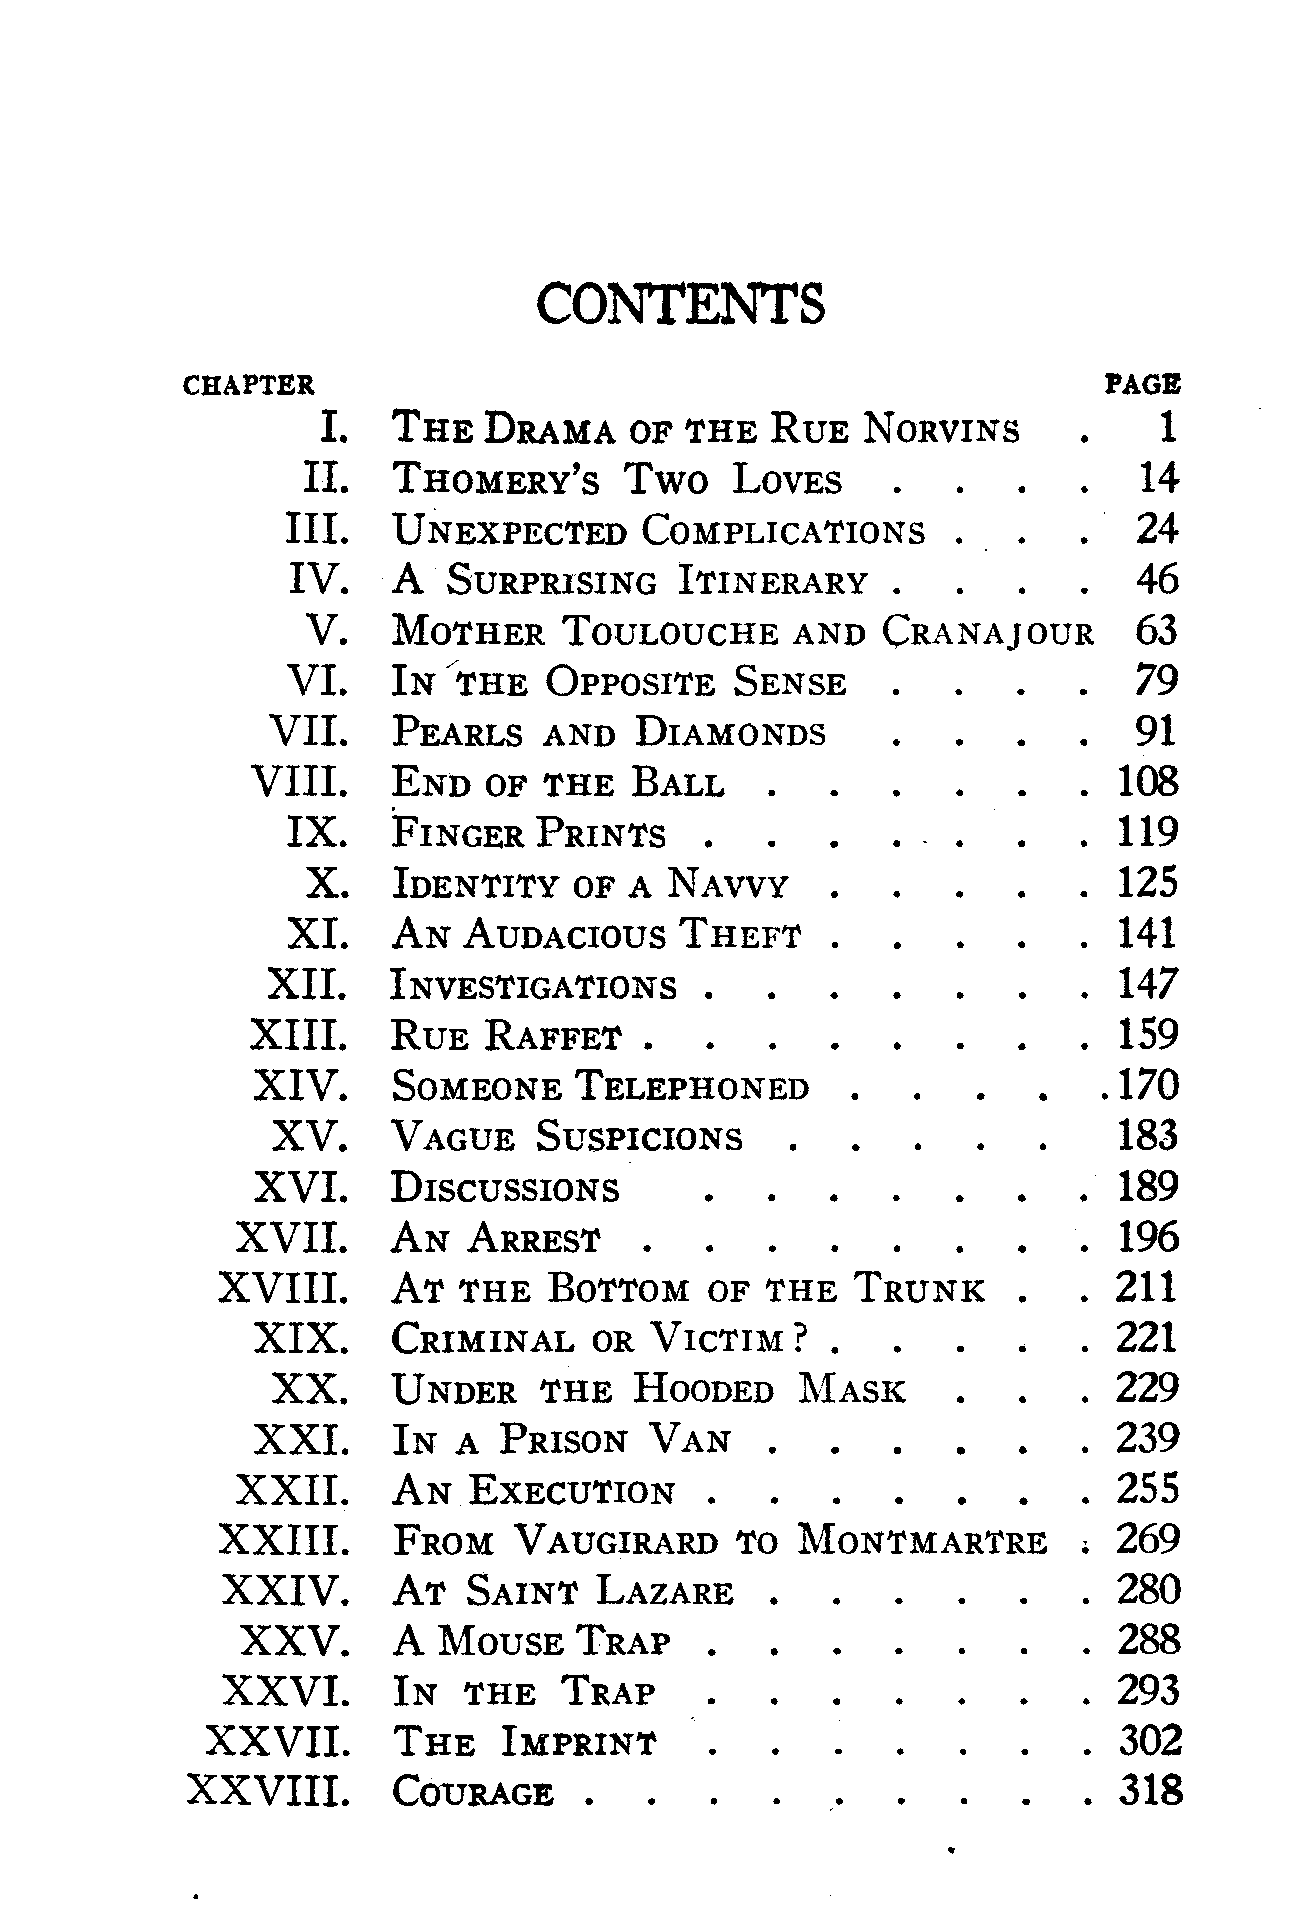 CONTENTS
CHAPTER PAGE
I. The Drama of the Rue Norvins . 1
II. Thomery's Two Loves . . . . 14
III. Unexpected Complications . . . 24
IV. A Surprising Itinerary . . . . 46
V. Mother Toulouche and Cranajour 63
VI. In the Opposite Sense . . . . 79
VII. Pearls and Diamonds . . . . 91
VIII. End of the Ball . . . . . . 108
IX. Finger Prints . . . . . . . 119
X. Identity of a Navvy . . . . . 125
XI. An Audacious Theft . . . . . 141
XII. Investigations . . . . . . . 147
XIII. Rue Raffet . . . . . . . . 159
XIV. Someone Telephoned . . . . . 170
XV. Vague Suspicions . . . . . 183
XVI. Discussions . . . . . . . 189
XVII. An Arrest . . . . . . . . 196
XVIII. At the Bottom of the Trunk . . 211
XIX. Criminal or Victim? . . . . . 221
XX. Under the Hooded Mask . . . 229
XXI. In a Prison Van . . . . . . 239
XXII. An Execution . . . . . . . 255
XXIII. From Vaugirard to Montmartre . 269
XXIV. At Saint Lazare . . . . . . 280
XXV. A Mouse Trap . . . . . . . 288
XXVI. In the Trap . . . . . . . 293
XXVII. The Imprint . . . . . . . 302
XXVIII. Courage . . . . . . . . . 318